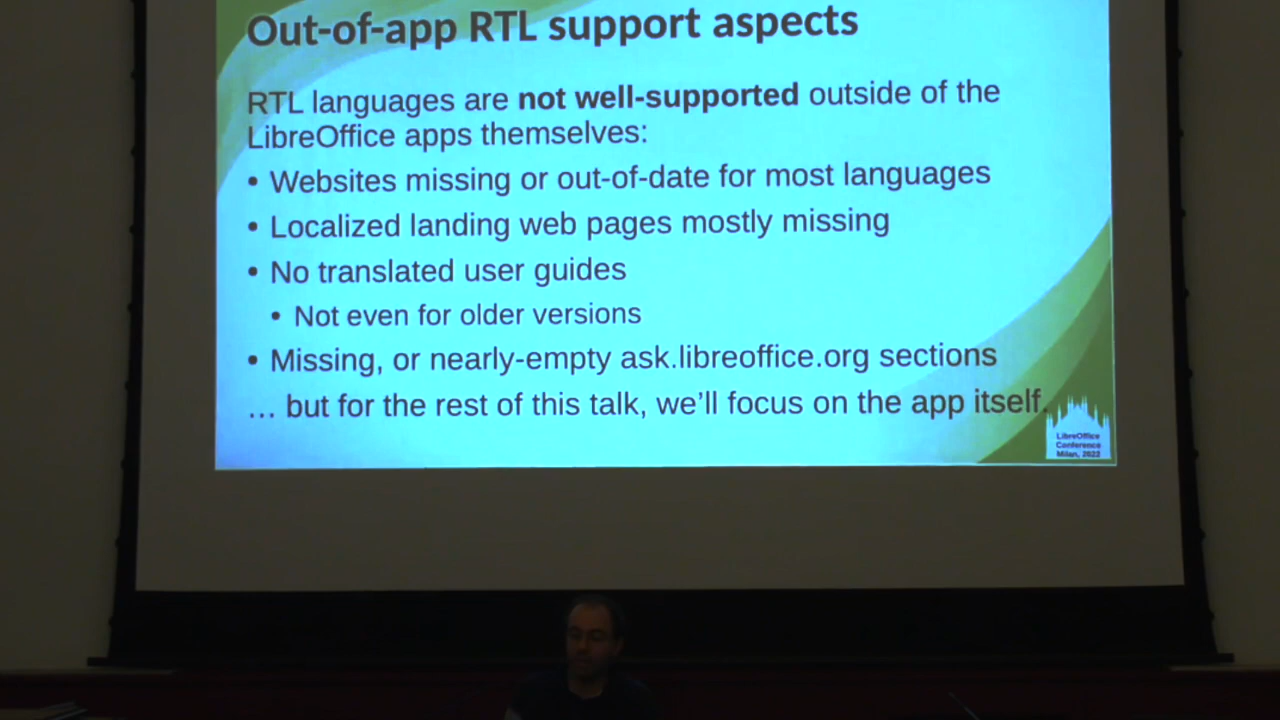 Out-of-app RTL support aspects
RTL languages are not well-supported outside of the
LibreOffice apps themselves:
• Websites missing or out-of-date for most languages
• Localized landing web pages mostly missing
• No translated user guides
• Not even for older versions
• Missing, or nearly-empty ask.libreoffice.org sections
… but for the rest of this talk, we’ll focus on the app itself.
LibreOffice
Conference
Milan, 2022